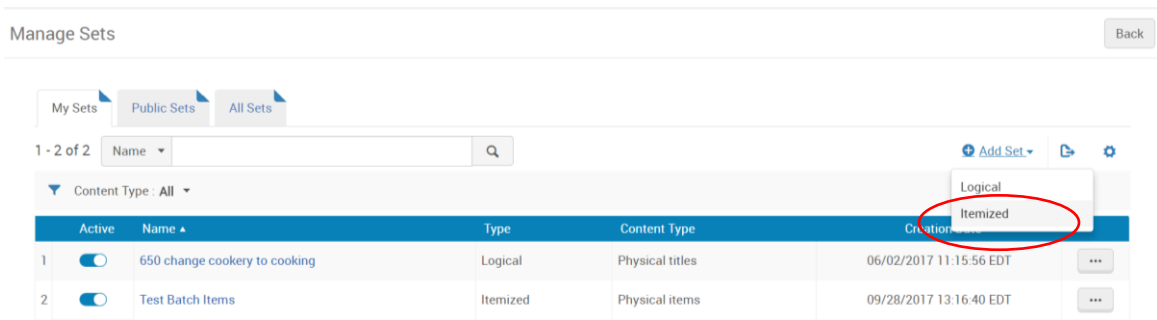 Manage Sets Back
My Sets Public Sets All Sets
1 - 2 of 2 Name Add Set
Content Type : All Logical
Itemized
Active Name Type Content Type Creation Date
1 650 change cookery to cooking Logical Physical titles 06/02/2017 11:15:56 EDT
2 Test Batch Items Itemized Physical items 09/28/2017 13:16:40 EDT